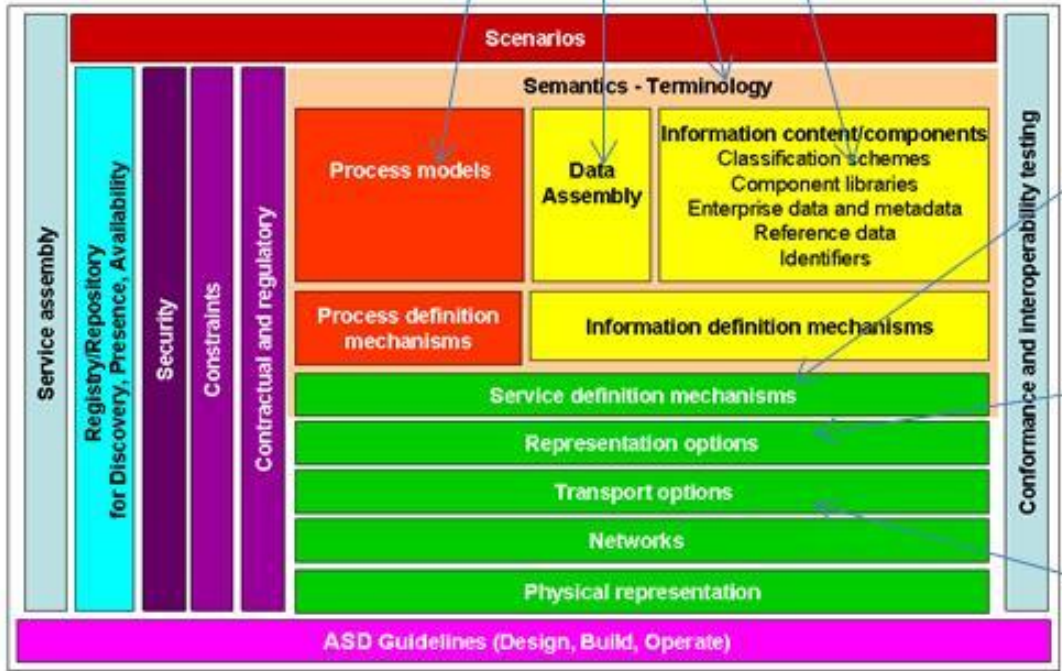 Scenarios
Service assembly
Registry/Repository
for Discovery, Presence, Availability
Security
Constraints
Contractual and regulatory
Semantics - Terminology
Process models
Data
Assembly
Information content/components
Classification schemes
Component libraries
Enterprise data and metadata
Reference data
Identifiers
Process definition
mechanisms
Information definition mechanisms
Service definition mechanisms
Representation options
Transport options
Networks
Physical representation
Conformance and interoperability testing
ASD Guidelines (Design, Build, Operate)